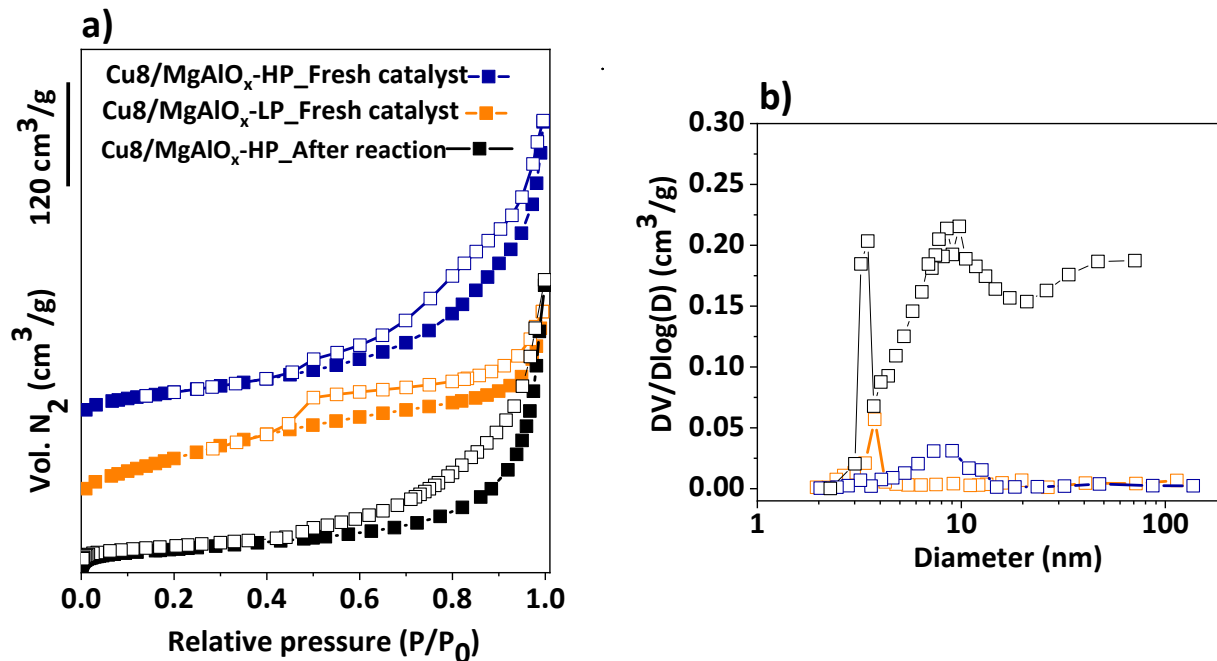 a)
Cu8/MgAlOₓ-HP_Fresh catalyst
Cu8/MgAlOₓ-LP_Fresh catalyst
Cu8/MgAlOₓ-HP_After reaction
120 cm³/g
Vol. N₂ (cm³/g)
0.0 0.2 0.4 0.6 0.8 1.0
Relative pressure (P/P₀)
b)
0.30
0.25
0.20
0.15
0.10
0.05
0.00
DV/Dlog(D) (cm³/g)
1 10 100
Diameter (nm)